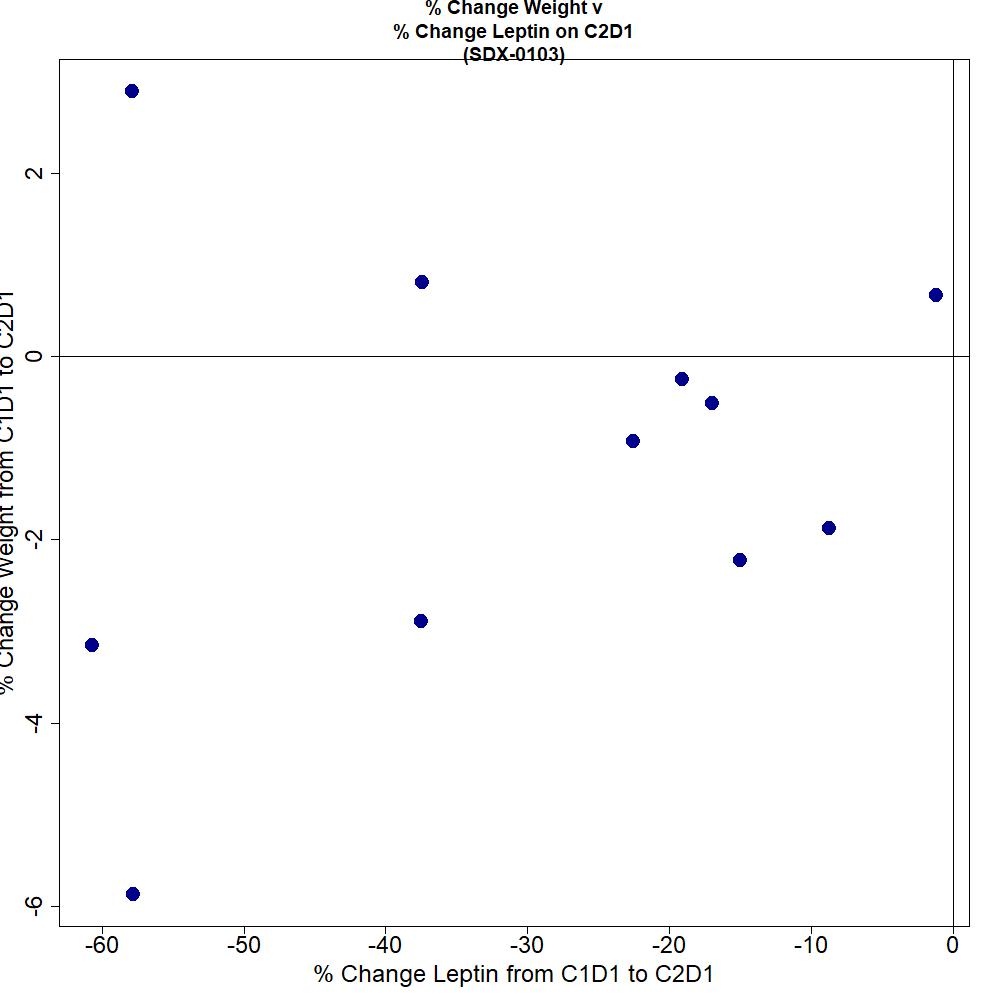 % Change Weight v
% Change Leptin on C2D1
(SDX-0103)
% Change Weight from C1D1 to C2D1
2
0
-2
-4
-6
-60 -50 -40 -30 -20 -10 0
% Change Leptin from C1D1 to C2D1